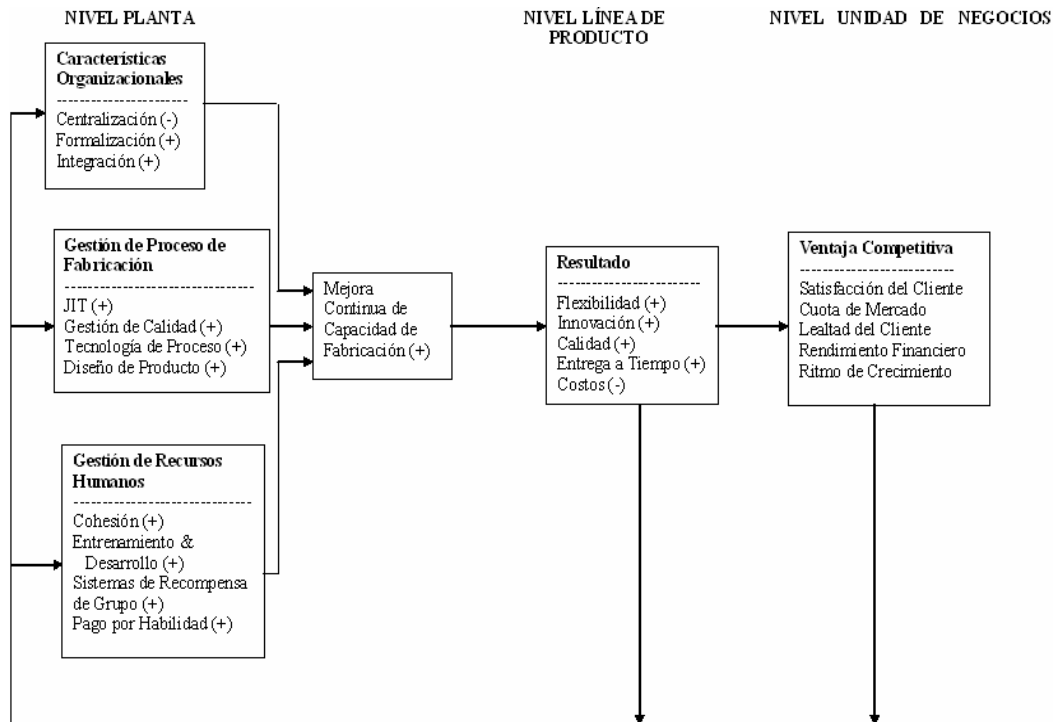 NIVEL PLANTA
NIVEL LÍNEA DE
PRODUCTO
NIVEL UNIDAD DE NEGOCIOS
Características
Organizacionales
------------------------
Centralización (-)
Formalización (+)
Integración (+)
Gestión de Proceso de
Fabricación
-----------------------------------
JIT (+)
Gestión de Calidad (+)
Tecnología de Proceso (+)
Diseño de Producto (+)
Gestión de Recursos
Humanos
---------------------------------
Cohesión (+)
Entrenamiento &
Desarrollo (+)
Sistemas de Recompensa
de Grupo (+)
Pago por Habilidad (+)
Mejora
Continua de
Capacidad de
Fabricación (+)
Resultado
-----------------------------
Flexibilidad (+)
Innovación (+)
Calidad (+)
Entrega a Tiempo (+)
Costos (-)
Ventaja Competitiva
----------------------------
Satisfacción del Cliente
Cuota de Mercado
Lealtad del Cliente
Rendimiento Financiero
Ritmo de Crecimiento